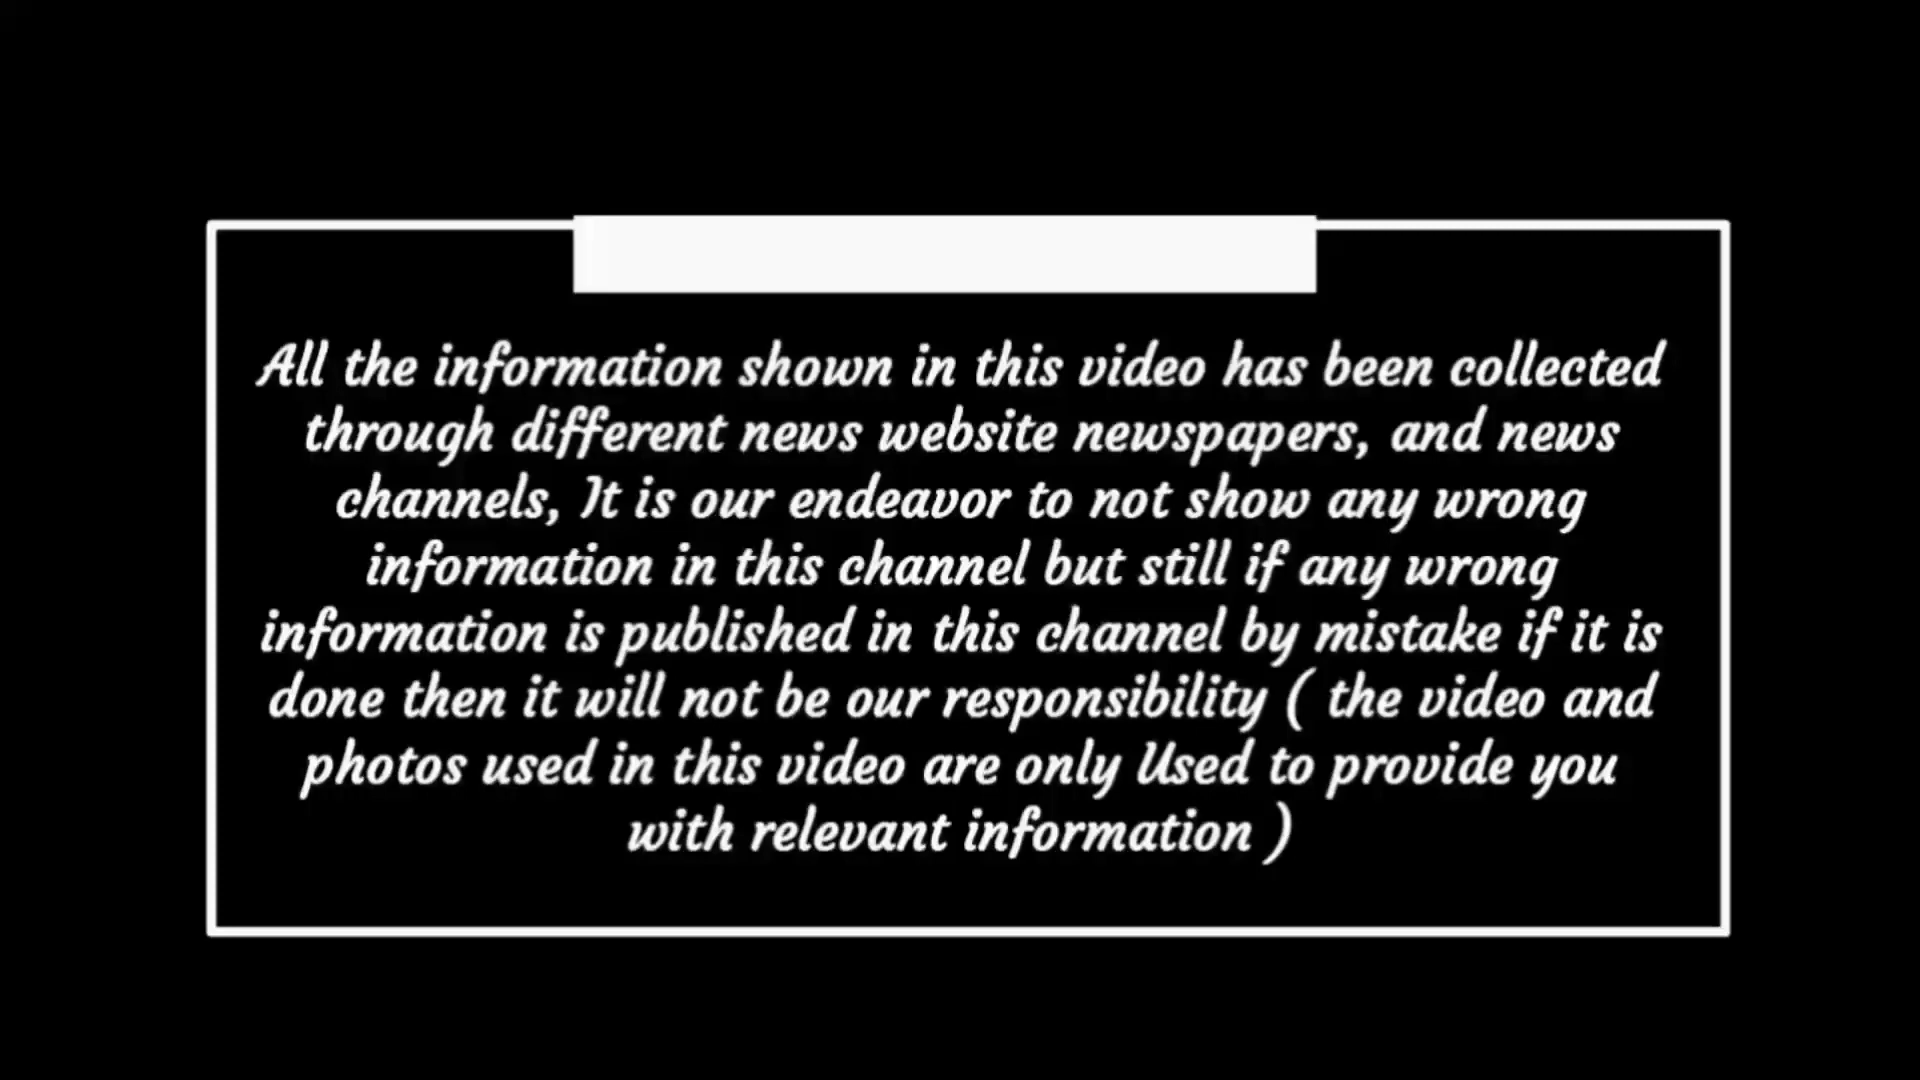 All the information shown in this video has been collected
through different news website newspapers, and news
channels, It is our endeavor to not show any wrong
information in this channel but still if any wrong
information is published in this channel by mistake if it is
done then it will not be our responsibility ( the video and
photos used in this video are only Used to provide you
with relevant information )